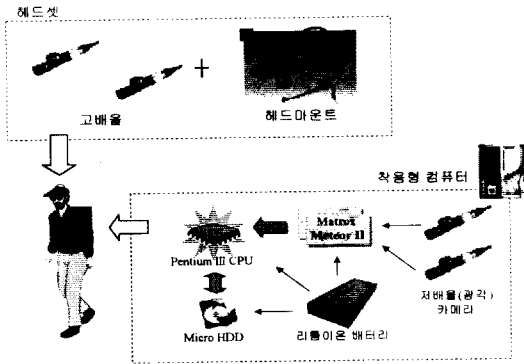 헤드셋
고배율
+
헤드마운트
착용형 컴퓨터
Matrox
Meteor II
Pentium III CPU
저배율(광각)
카메라
Micro HDD
리튬이온 배터리